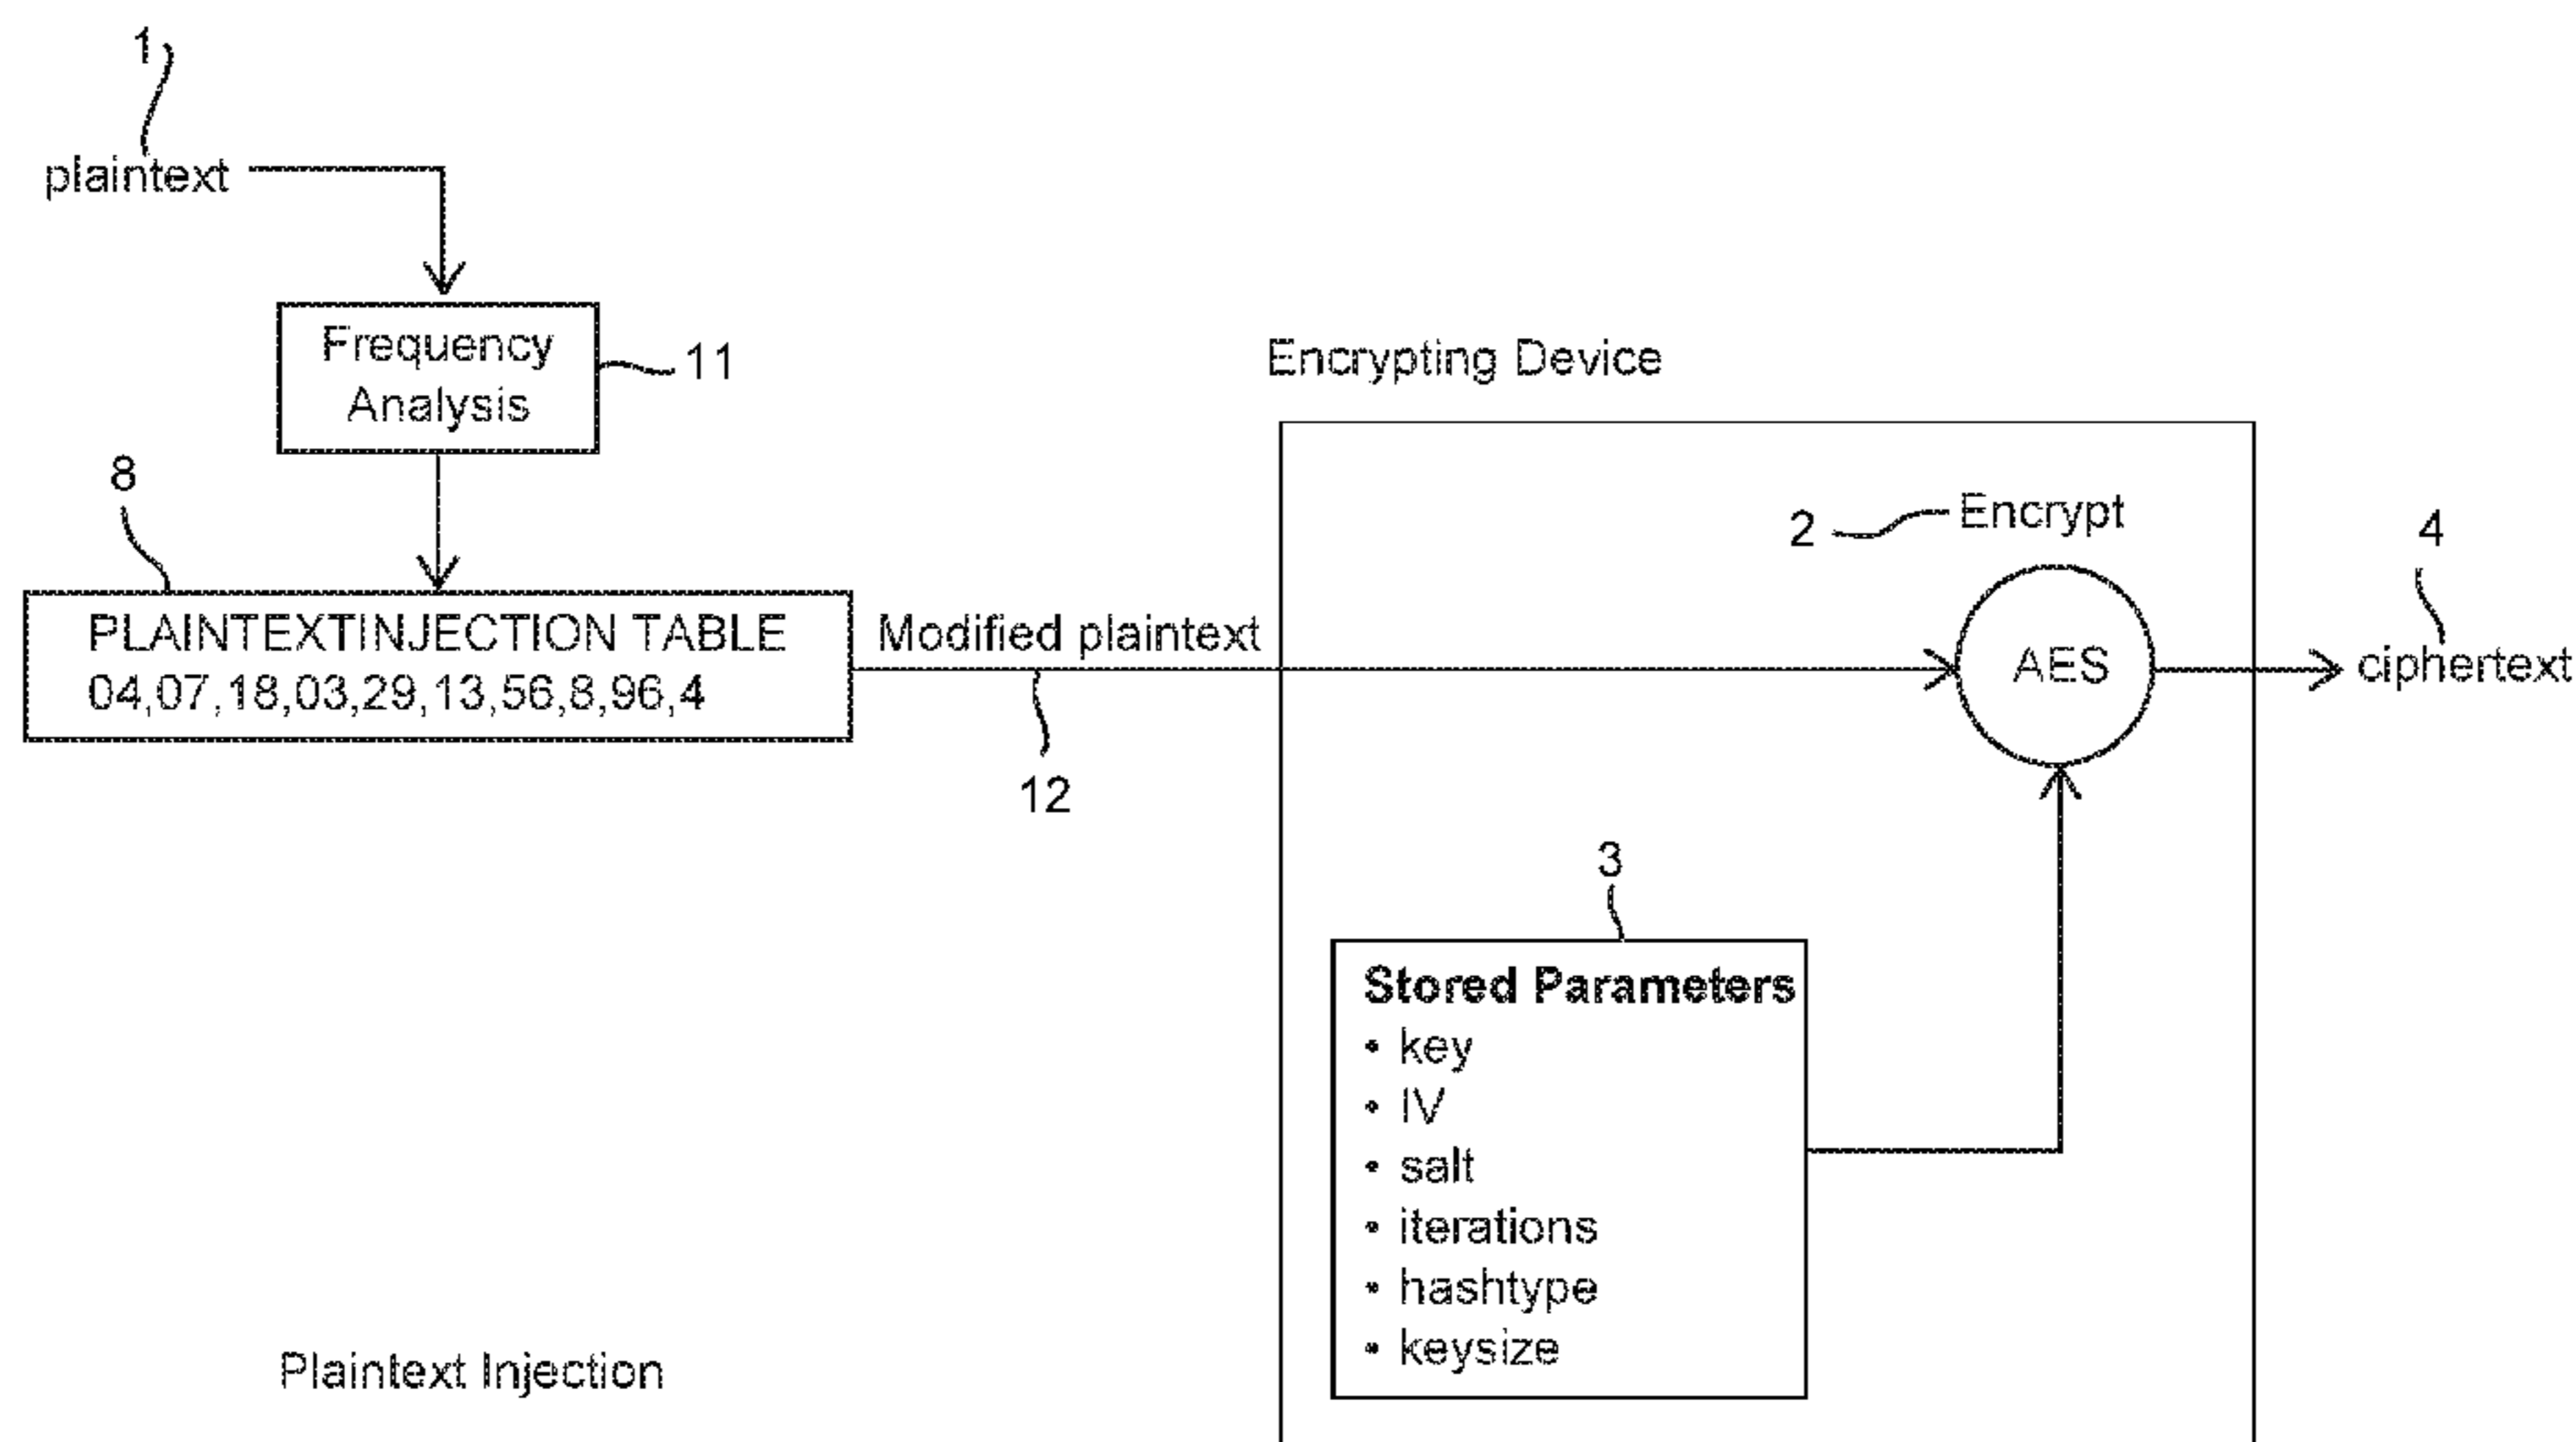 1
plaintext
Frequency
Analysis
11
8
PLAINTEXTINJECTION TABLE
04,07,18,03,29,13,56,8,96,4
Modified plaintext
12
Encrypting Device
2
Encrypt
AES
4
ciphertext
3
Stored Parameters
• key
• IV
• salt
• iterations
• hashtype
• keysize
Plaintext Injection